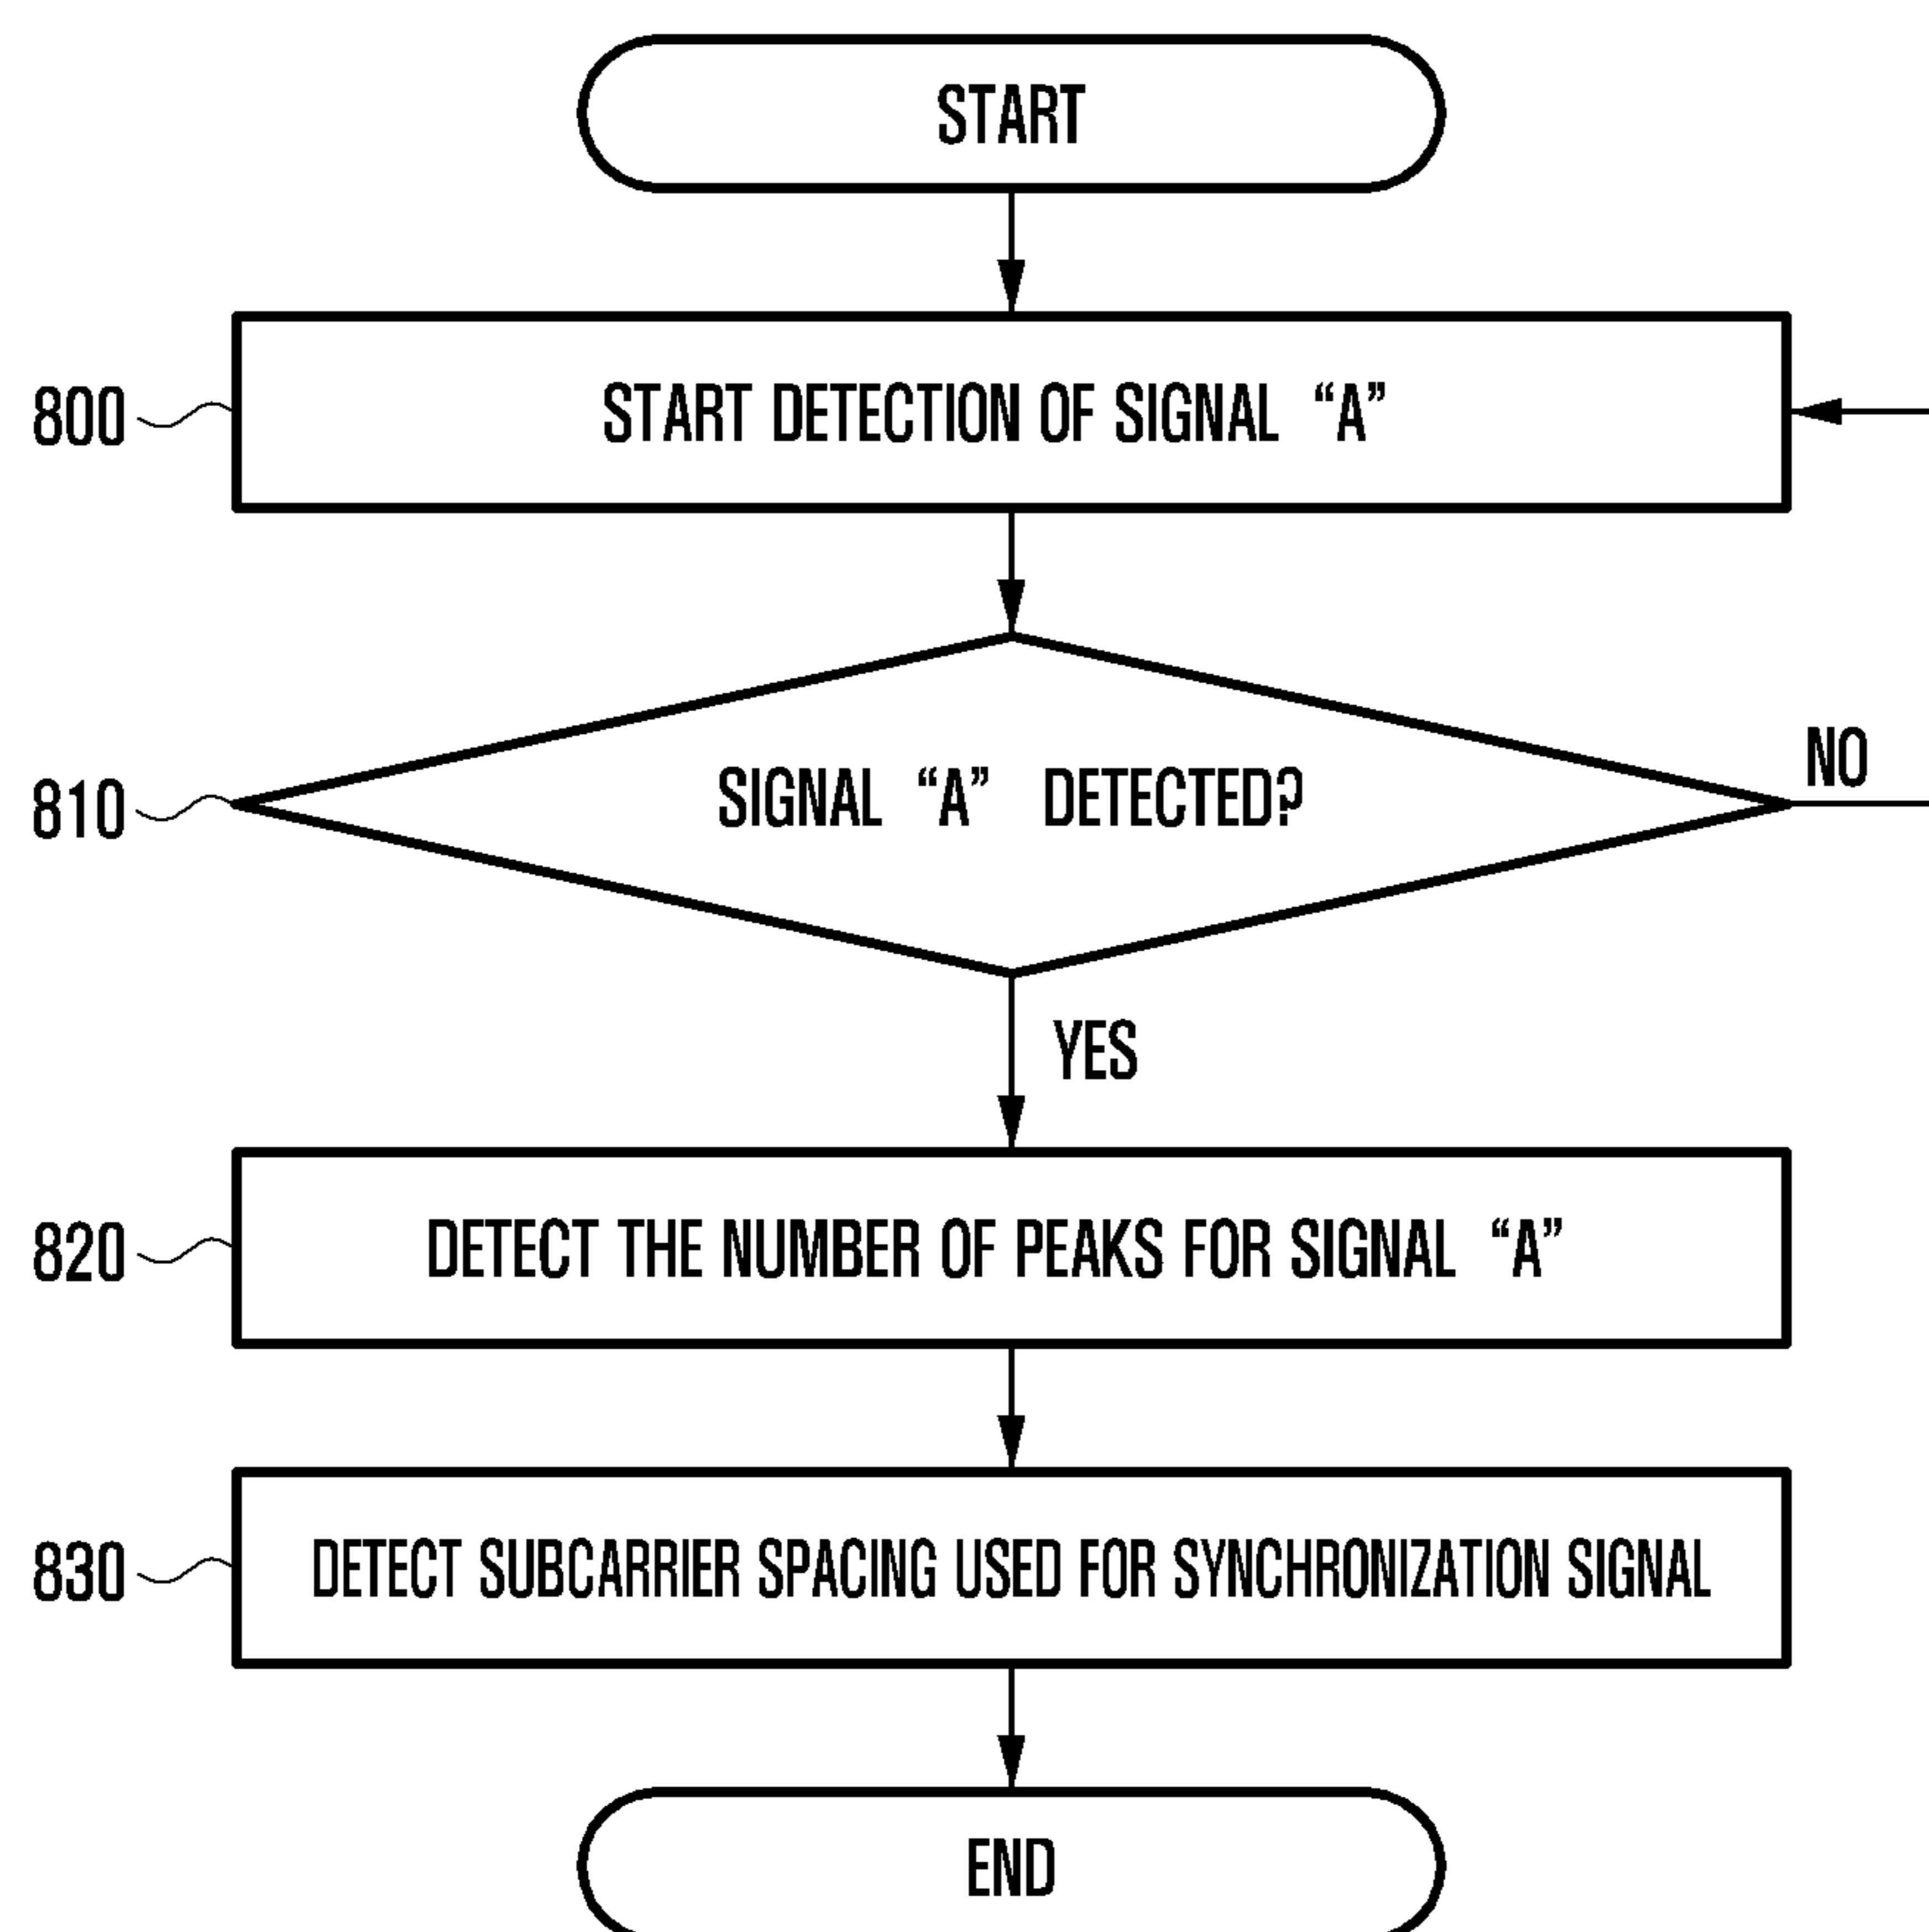 START
800
START DETECTION OF SIGNAL “A”
810
SIGNAL “A” DETECTED?
NO
YES
820
DETECT THE NUMBER OF PEAKS FOR SIGNAL “A”
830
DETECT SUBCARRIER SPACING USED FOR SYNCHRONIZATION SIGNAL
END